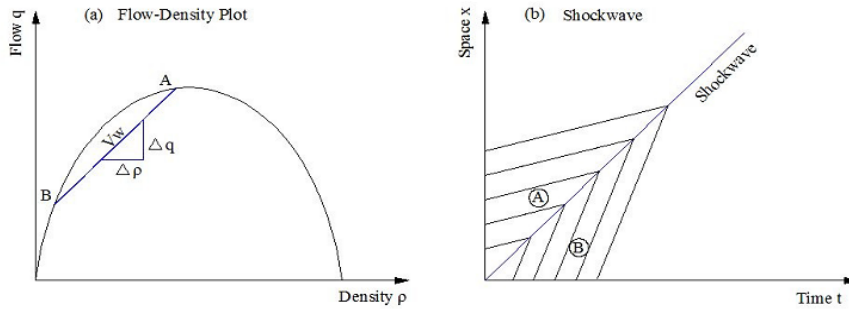 (a) Flow-Density Plot
Flow q
A
Vw
△q
△ρ
B
Density ρ
(b) Shockwave
Space x
Shockwave
A
B
Time t